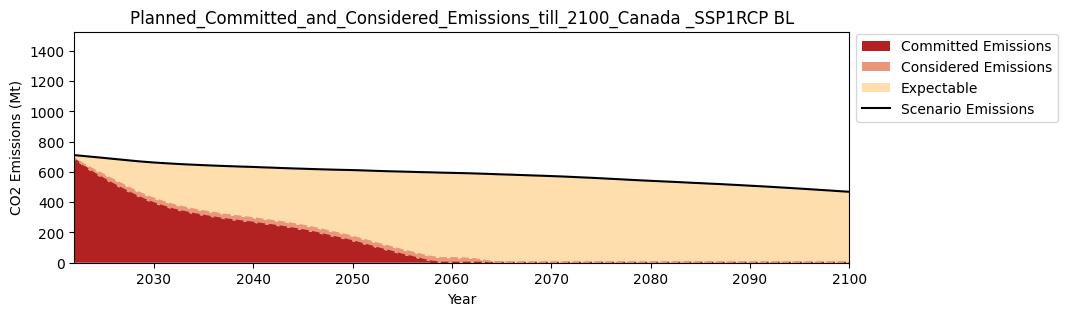 Planned_Committed_and_Considered_Emissions_till_2100_Canada _SSP1RCP BL
CO2 Emissions (Mt)
1400
1200
1000
800
600
400
200
0
2030
2040
2050
2060
2070
2080
2090
2100
Year
Committed Emissions
Considered Emissions
Expectable
Scenario Emissions